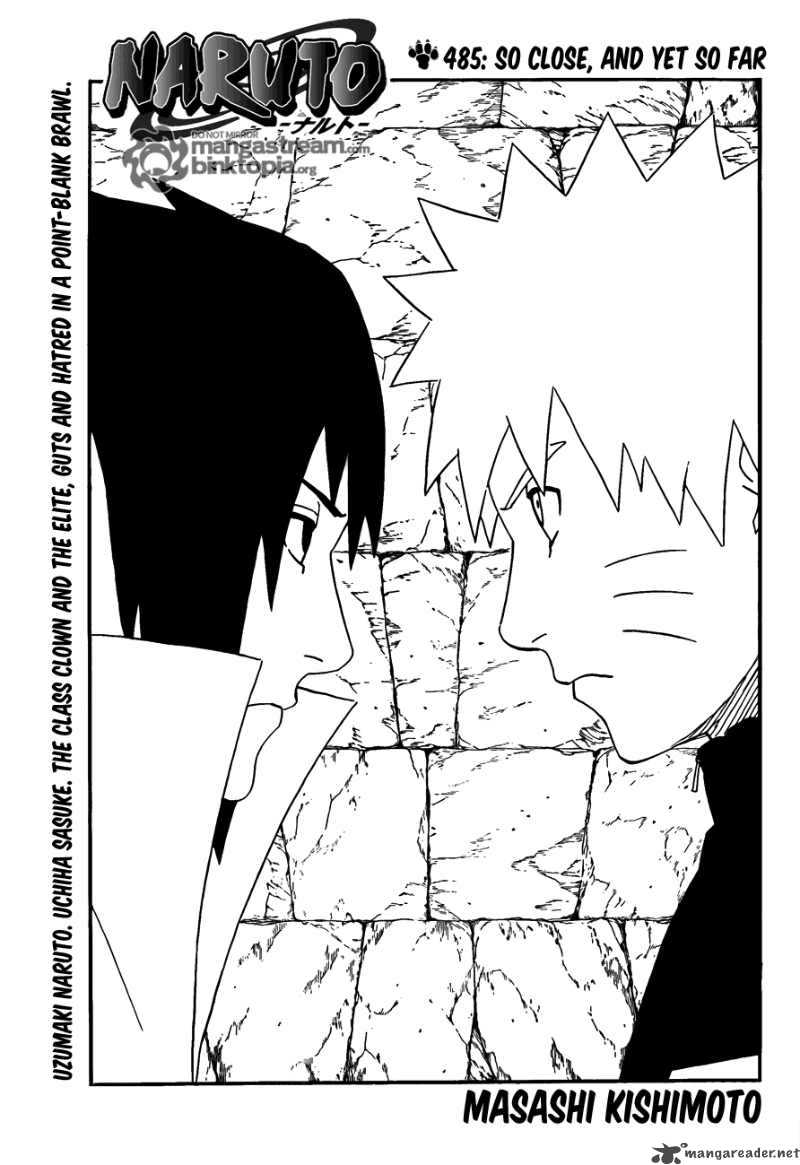 NARUTO
-ナルト-
485: SO CLOSE, AND YET SO FAR
DO NOT MIRROR
mangastream.com
binktopia.org
UZUMAKI NARUTO. UCHIHA SASUKE. THE CLASS CLOWN AND THE ELITE, GUTS AND HATRED IN A POINT-BLANK BRAWL.
MASASHI KISHIMOTO
mangareader.net